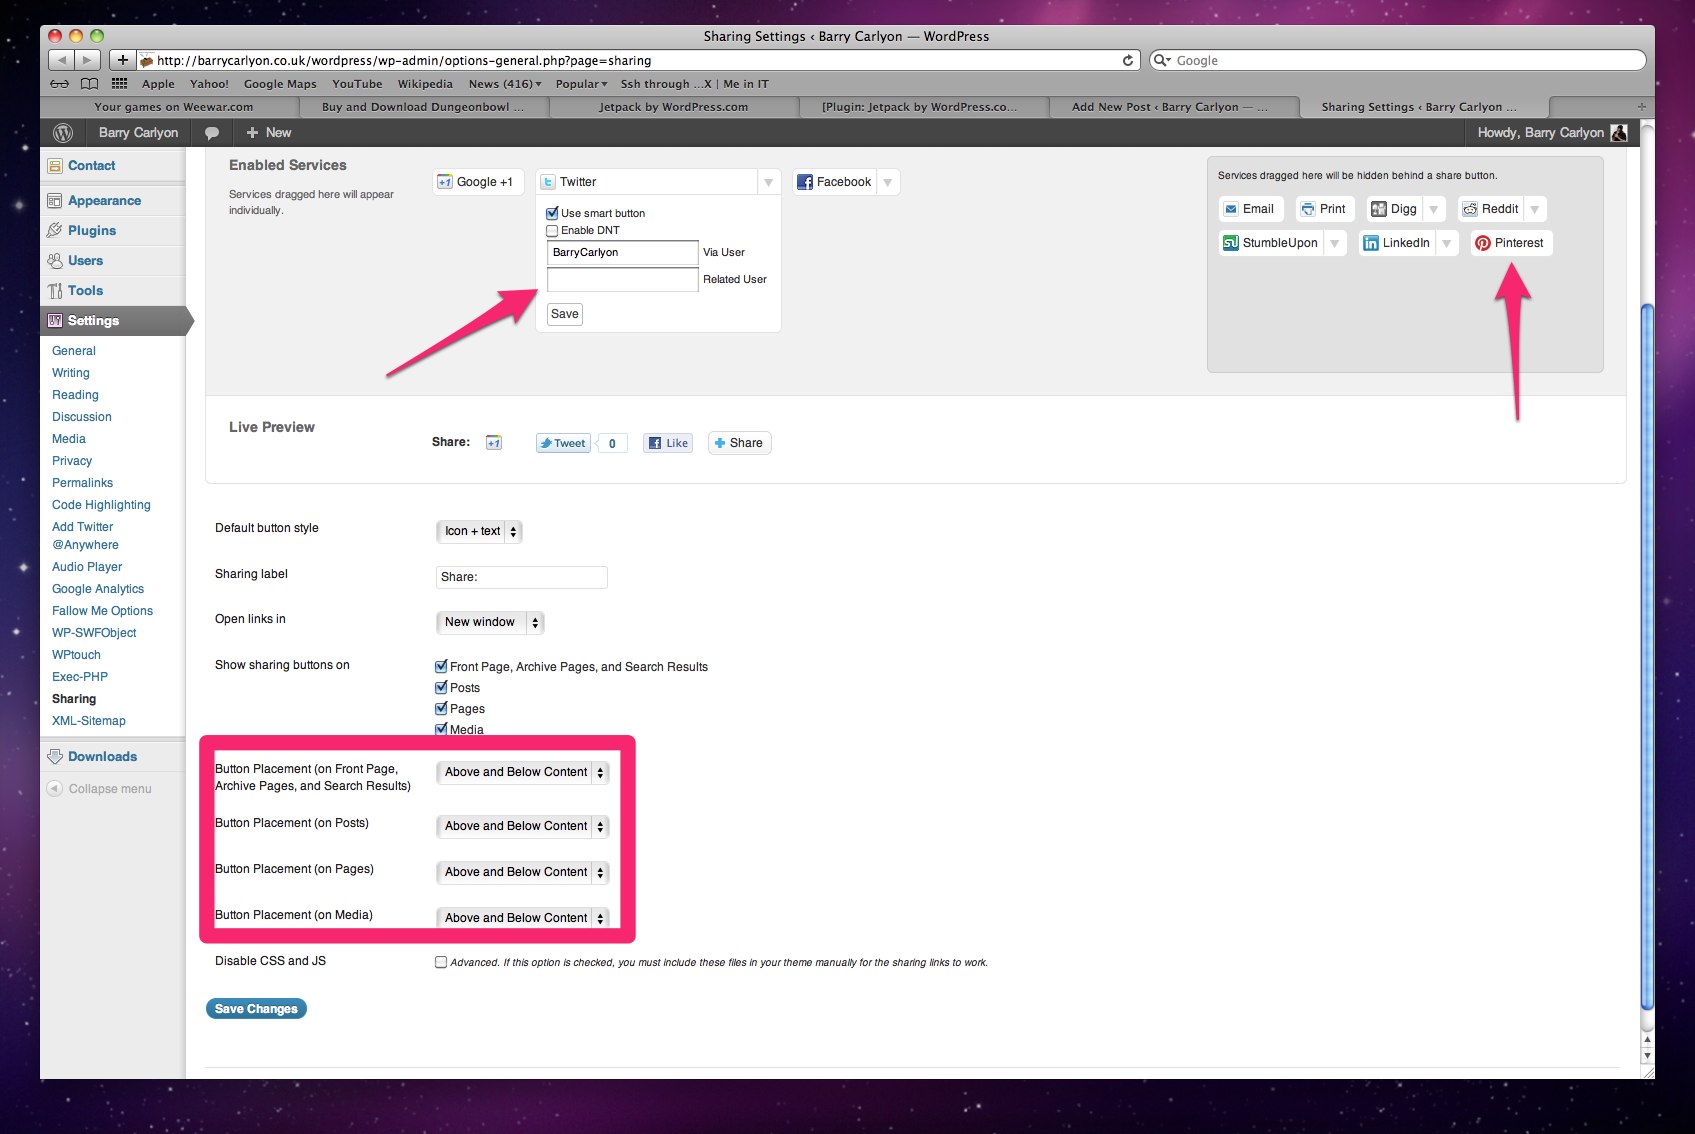 Sharing Settings ‹ Barry Carlyon — WordPress
http://barrycarlyon.co.uk/wordpress/wp-admin/options-general.php?page=sharing
Google
Apple Yahoo! Google Maps YouTube Wikipedia News (416) Popular Ssh through ...X | Me in IT
Your games on Weewar.com
Buy and Download Dungeonbowl ...
Jetpack by WordPress.com
[Plugin: Jetpack by WordPress.co...
Add New Post ‹ Barry Carlyon — ...
Sharing Settings ‹ Barry Carlyon ...
Barry Carlyon
+ New
Howdy, Barry Carlyon
Contact
Appearance
Plugins
Users
Tools
Settings
General
Writing
Reading
Discussion
Media
Privacy
Permalinks
Code Highlighting
Add Twitter
@Anywhere
Audio Player
Google Analytics
Fallow Me Options
WP-SWFObject
WPtouch
Exec-PHP
Sharing
XML-Sitemap
Downloads
Collapse menu
Enabled Services
Services dragged here will appear
individually.
+1 Google +1
Twitter
Facebook
Use smart button
Enable DNT
BarryCarlyon Via User
Related User
Save
Services dragged here will be hidden behind a share button.
Email Print Digg Reddit
StumbleUpon LinkedIn Pinterest
Live Preview
Share: +1 Tweet 0 Like Share
Default button style Icon + text
Sharing label Share:
Open links in New window
Show sharing buttons on Front Page, Archive Pages, and Search Results
Posts
Pages
Media
Button Placement (on Front Page,
Archive Pages, and Search Results)
Above and Below Content
Button Placement (on Posts) Above and Below Content
Button Placement (on Pages) Above and Below Content
Button Placement (on Media) Above and Below Content
Disable CSS and JS Advanced. If this option is checked, you must include these files in your theme manually for the sharing links to work.
Save Changes